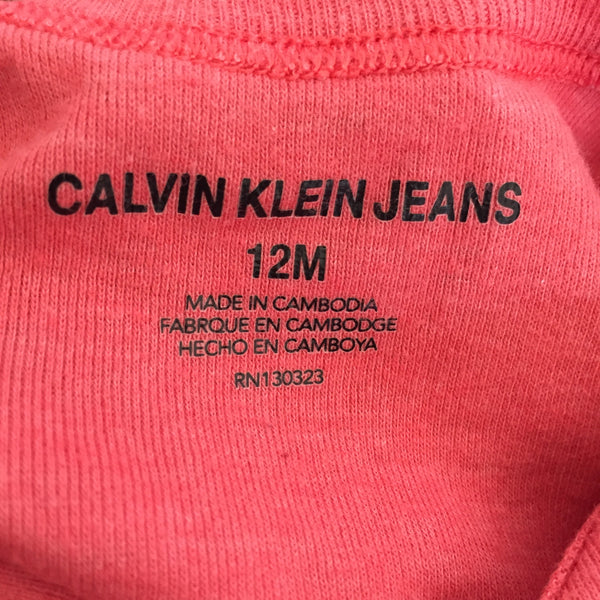 CALVIN KLEIN JEANS
12M
MADE IN CAMBODIA
FABRQUE EN CAMBODGE
HECHO EN CAMBOYA
RN130323